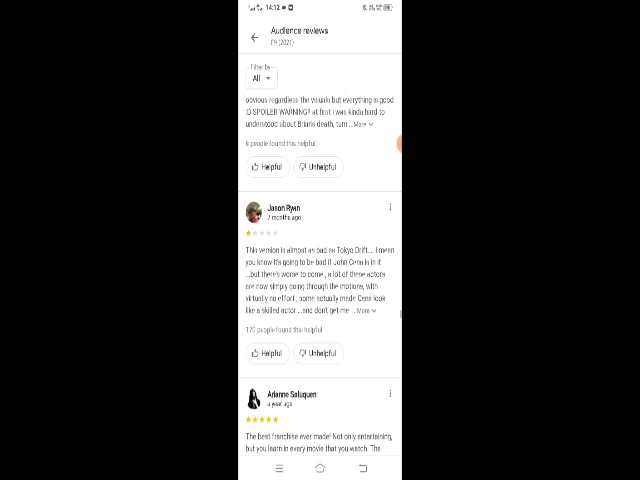 14:12
Audience reviews
F9 (2021)
Filter by
All
obvious regardless the visuals but everything is good
;D SPOILER WARNING!! at first i was kinda hard to
understood about Brian's death, turn ...More
8 people found this helpful
Helpful
Unhelpful
Jason Ryan
7 months ago
This version is almost as bad as Tokyo Drift.... I mean
you know it's going to be bad if John Cena is in it
...but there's worse to come , a lot of these actors
are now simply going through the motions, with
virtually no effort , some actually made Cena look
like a skilled actor ...and don't get me ...More
170 people found this helpful
Helpful
Unhelpful
Arianne Saluquen
a year ago
The best franchise ever made! Not only entertaining,
but you learn in every movie that you watch. The